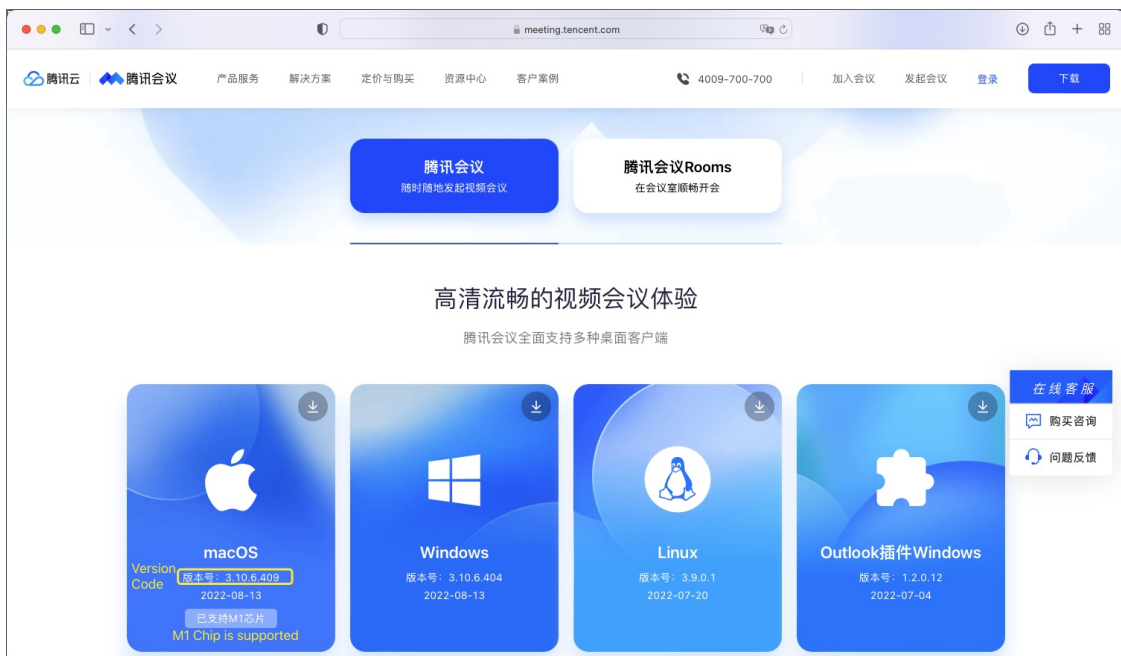 meeting.tencent.com
腾讯云 腾讯会议 产品服务 解决方案 定价与购买 资源中心 客户案例 4009-700-700 加入会议 发起会议 登录 下载
腾讯会议
随时随地发起视频会议
腾讯会议Rooms
在会议室顺畅开会
高清流畅的视频会议体验
腾讯会议全面支持多种桌面客户端
在线客服
购买咨询
问题反馈
macOS
Version
Code
版本号：3.10.6.409
2022-08-13
已支持M1芯片
M1 Chip is supported
Windows
版本号：3.10.6.404
2022-08-13
Linux
版本号：3.9.0.1
2022-07-20
Outlook插件Windows
版本号：1.2.0.12
2022-07-04